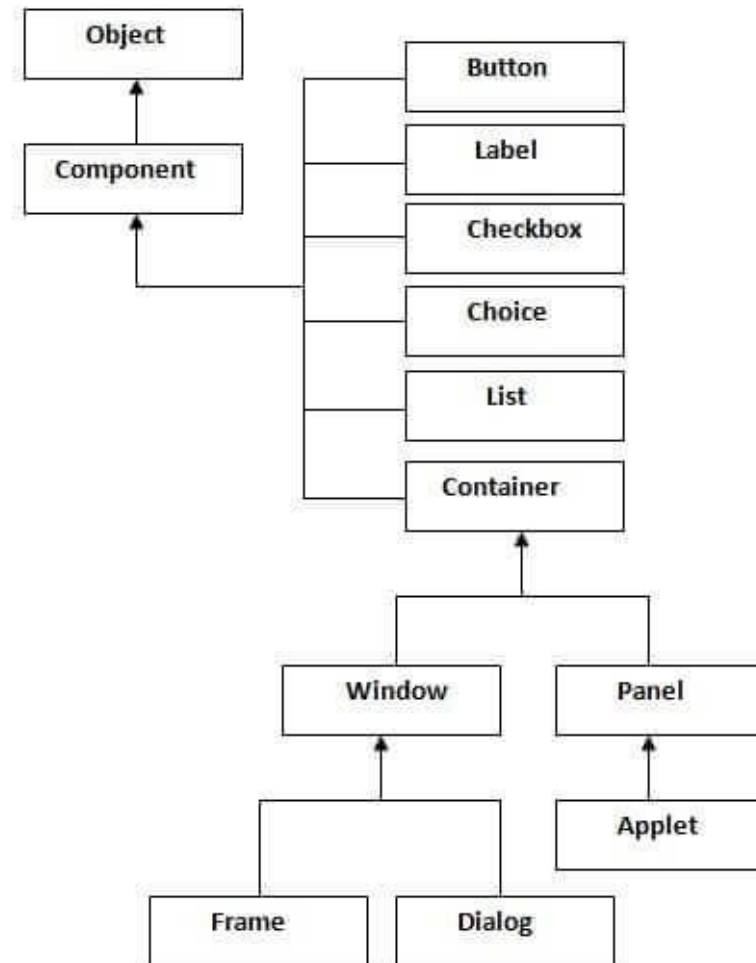 Object
Component
Button
Label
Checkbox
Choice
List
Container
Window
Panel
Applet
Frame
Dialog